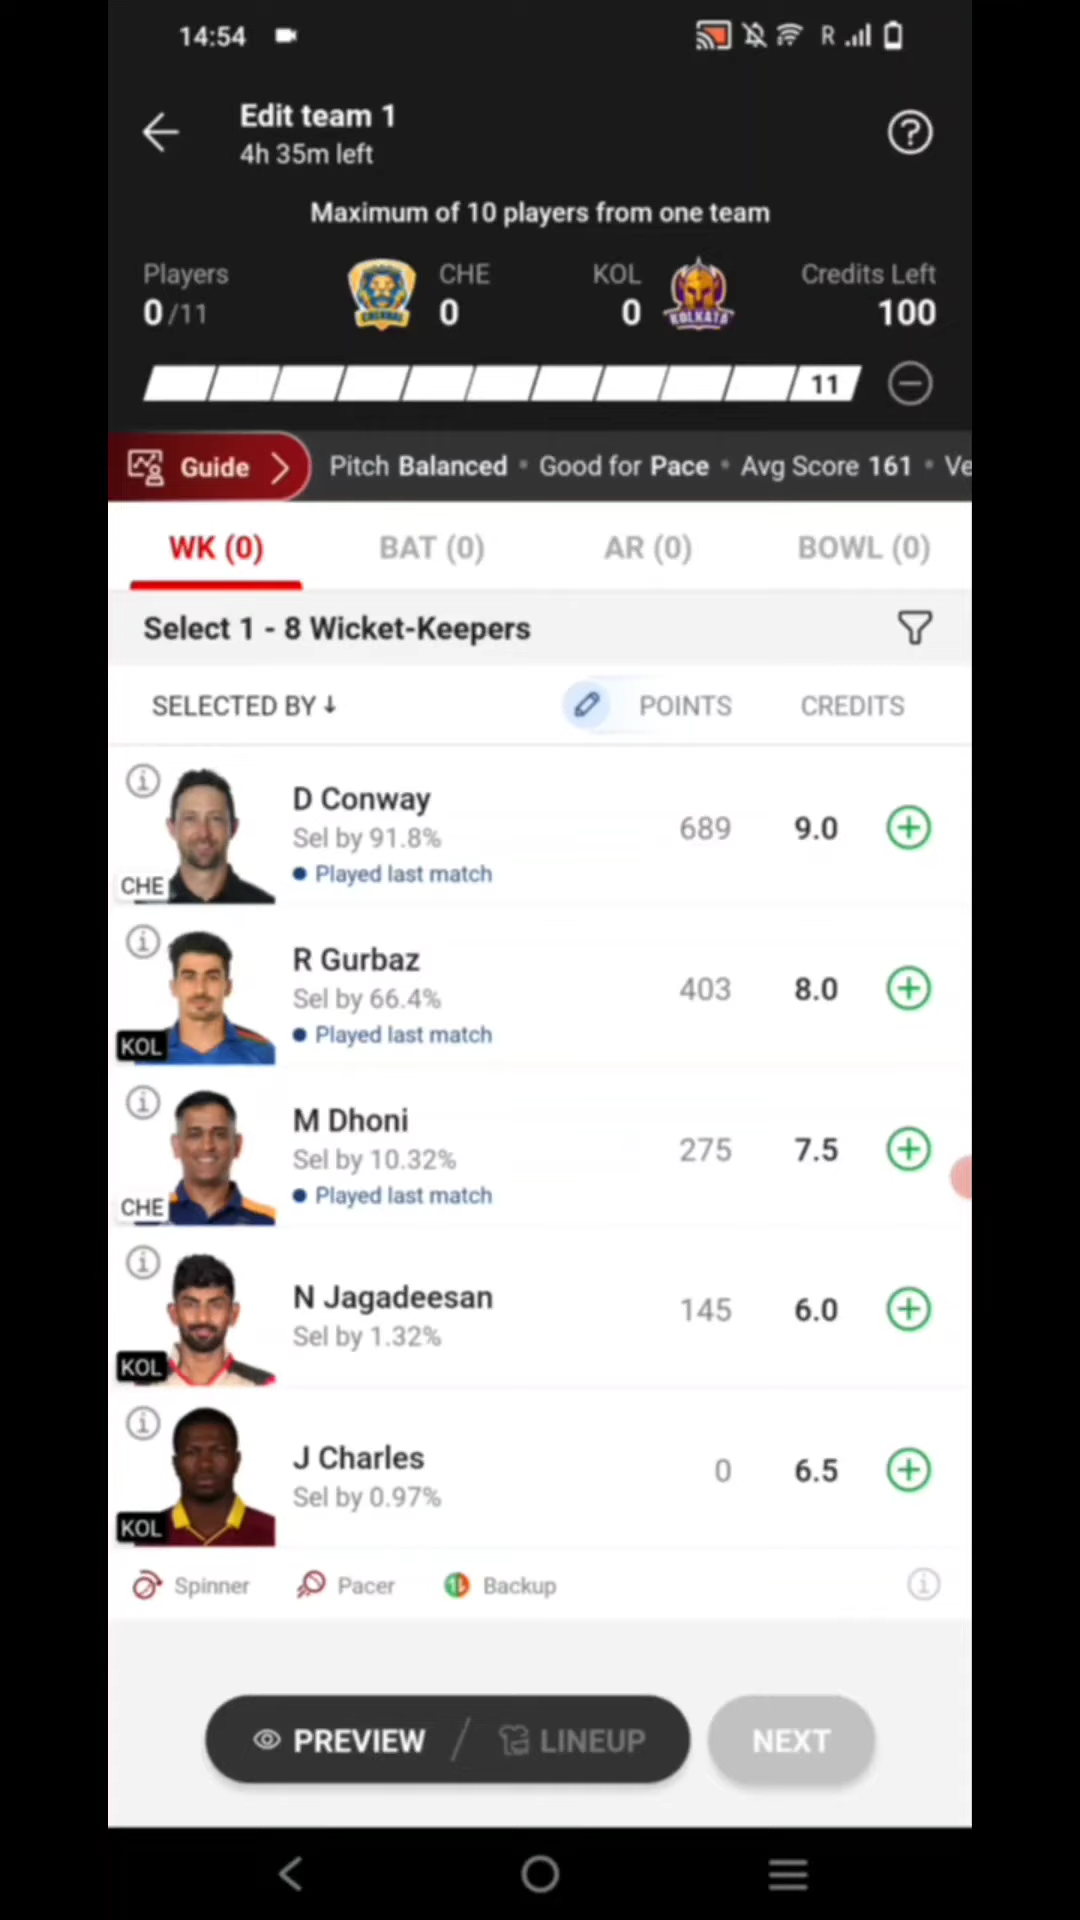 14:54
R
Edit team 1
4h 35m left
Maximum of 10 players from one team
Players
0 /11
CHENNAI
CHE
0
KOL
0
KOLKATA
Credits Left
100
11
Guide
Pitch Balanced • Good for Pace • Avg Score 161 • Ve
WK (0)
BAT (0)
AR (0)
BOWL (0)
Select 1 - 8 Wicket-Keepers
SELECTED BY ↓
POINTS
CREDITS
D Conway
Sel by 91.8%
Played last match
CHE
689
9.0
R Gurbaz
Sel by 66.4%
Played last match
KOL
403
8.0
M Dhoni
Sel by 10.32%
Played last match
CHE
275
7.5
N Jagadeesan
Sel by 1.32%
KOL
145
6.0
J Charles
Sel by 0.97%
KOL
0
6.5
Spinner
Pacer
Backup
PREVIEW / LINEUP
NEXT